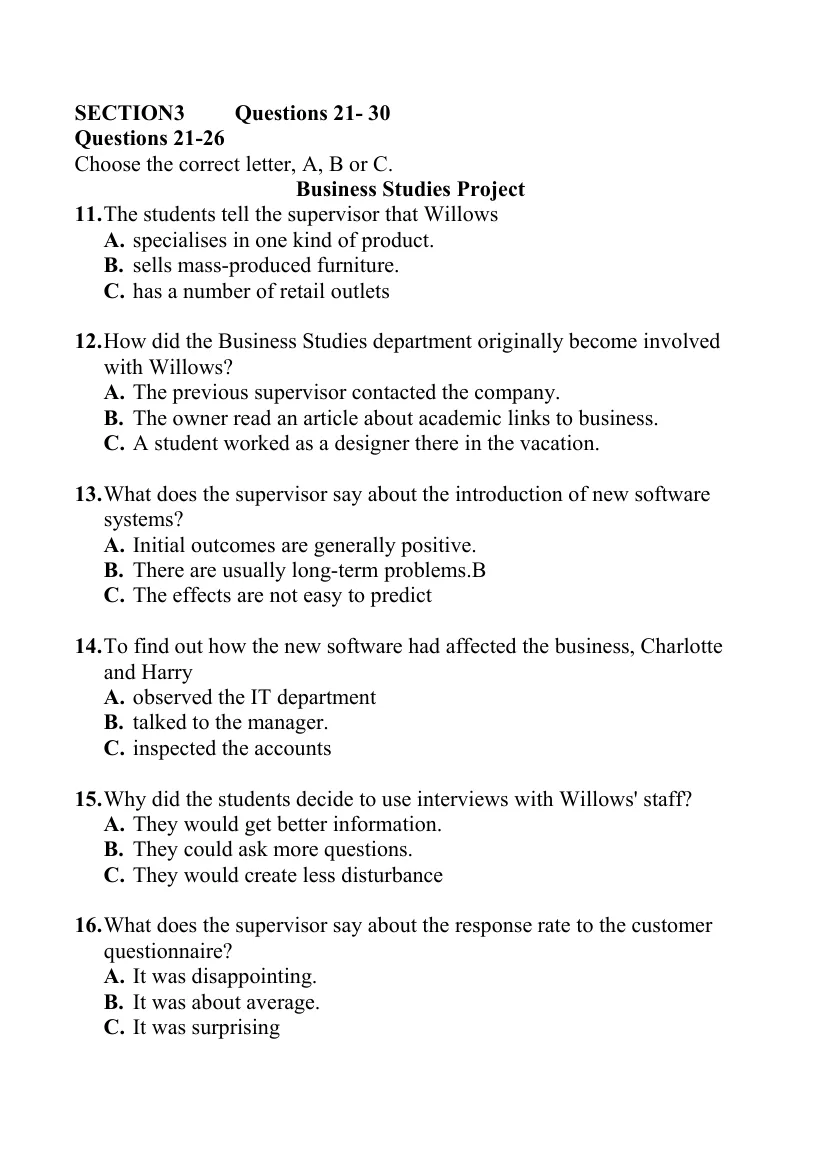 SECTION3 Questions 21- 30
Questions 21-26
Choose the correct letter, A, B or C.
Business Studies Project
11.The students tell the supervisor that Willows
A. specialises in one kind of product.
B. sells mass-produced furniture.
C. has a number of retail outlets
12.How did the Business Studies department originally become involved
with Willows?
A. The previous supervisor contacted the company.
B. The owner read an article about academic links to business.
C. A student worked as a designer there in the vacation.
13.What does the supervisor say about the introduction of new software
systems?
A. Initial outcomes are generally positive.
B. There are usually long-term problems.B
C. The effects are not easy to predict
14.To find out how the new software had affected the business, Charlotte
and Harry
A. observed the IT department
B. talked to the manager.
C. inspected the accounts
15.Why did the students decide to use interviews with Willows' staff?
A. They would get better information.
B. They could ask more questions.
C. They would create less disturbance
16.What does the supervisor say about the response rate to the customer
questionnaire?
A. It was disappointing.
B. It was about average.
C. It was surprising